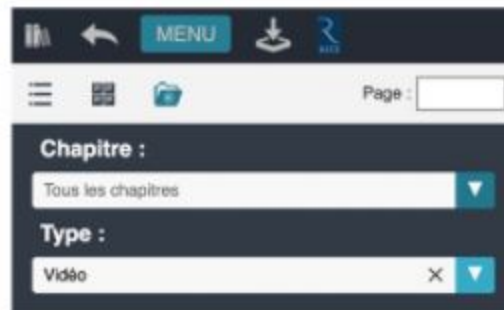 MENU
Page :
Chapitre :
Tous les chapitres
Type :
Vidéo